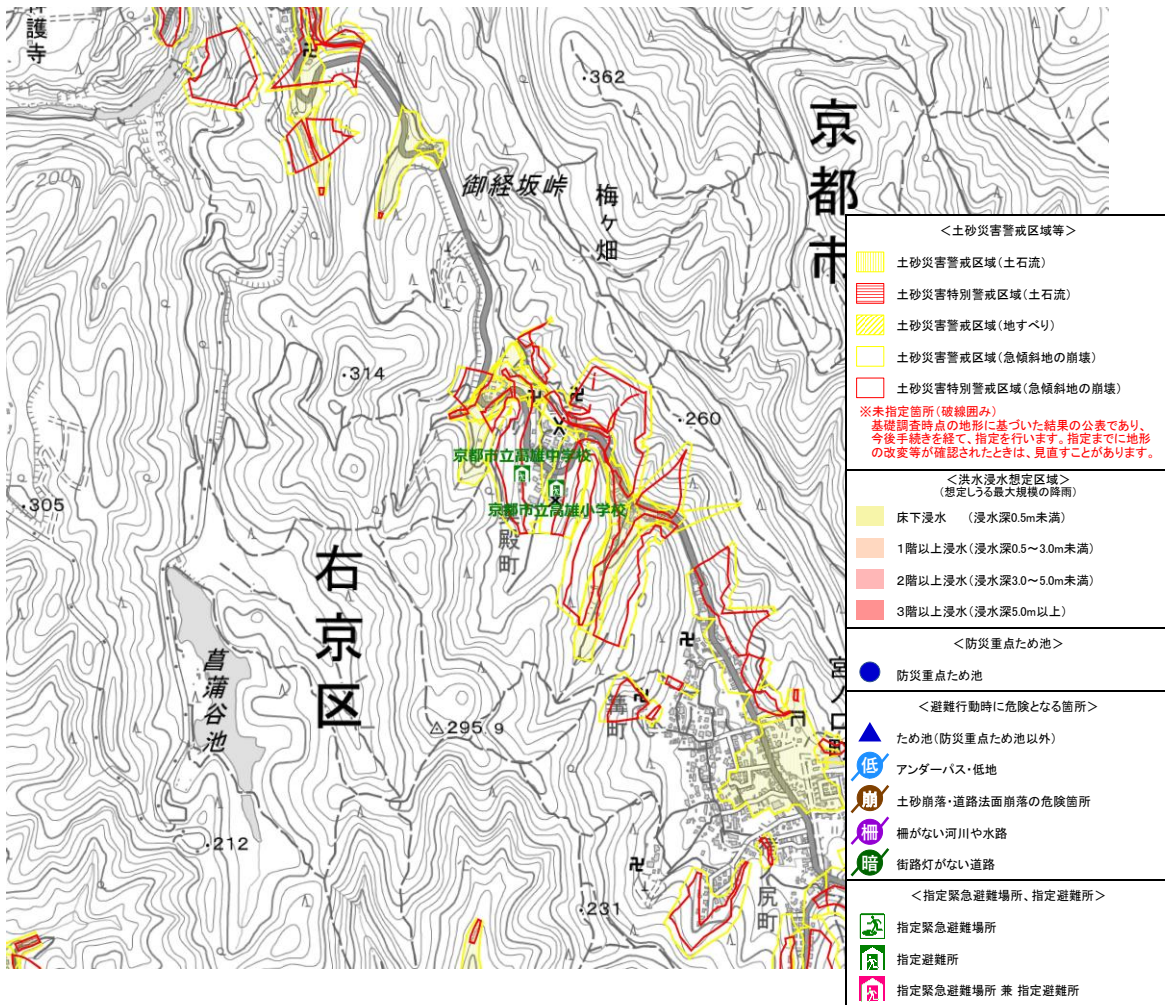 護寺
・362
京都市
御経坂峠
梅ヶ畑
200
・314
・260
京都市立高雄中学校
京都市立高雄小学校
殿町
・305
右京区
菖蒲谷池
295.9
・212
・231
<土砂災害警戒区域等>
土砂災害警戒区域(土石流)
土砂災害特別警戒区域(土石流)
土砂災害警戒区域(地すべり)
土砂災害警戒区域(急傾斜地の崩壊)
土砂災害特別警戒区域(急傾斜地の崩壊)
※未指定箇所(破線囲み)
基礎調査時点の地形に基づいた結果の公表であり、
今後手続きを経て、指定を行います。指定までに地形
の改変等が確認されたときは、見直すことがあります。
<洪水浸水想定区域>
(想定しうる最大規模の降雨)
床下浸水 (浸水深0.5m未満)
1階以上浸水(浸水深0.5~3.0m未満)
2階以上浸水(浸水深3.0~5.0m未満)
3階以上浸水(浸水深5.0m以上)
<防災重点ため池>
防災重点ため池
<避難行動時に危険となる箇所>
ため池(防災重点ため池以外)
低 アンダーパス・低地
崩 土砂崩落・道路法面崩落の危険箇所
柵 柵がない河川や水路
暗 街路灯がない道路
<指定緊急避難場所、指定避難所>
指定緊急避難場所
指定避難所
指定緊急避難場所 兼 指定避難所